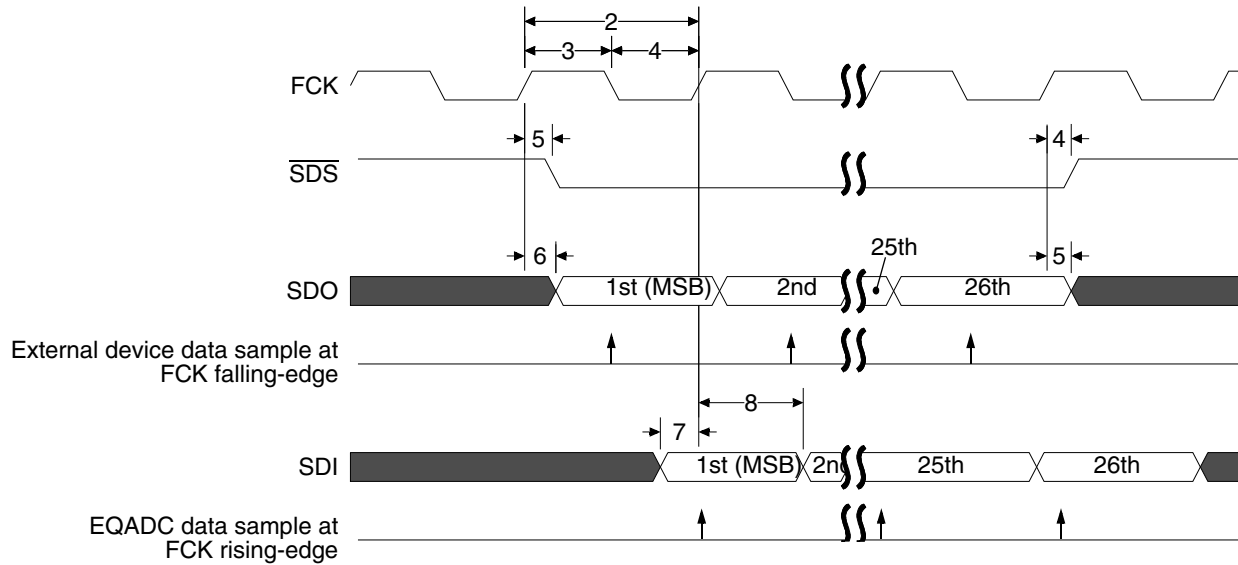 2
3 4
FCK
5 4
SDS
25th
6 5
SDO 1st (MSB) 2nd 26th
External device data sample at
FCK falling-edge
8
7
SDI 1st (MSB) 2nd 25th 26th
EQADC data sample at
FCK rising-edge